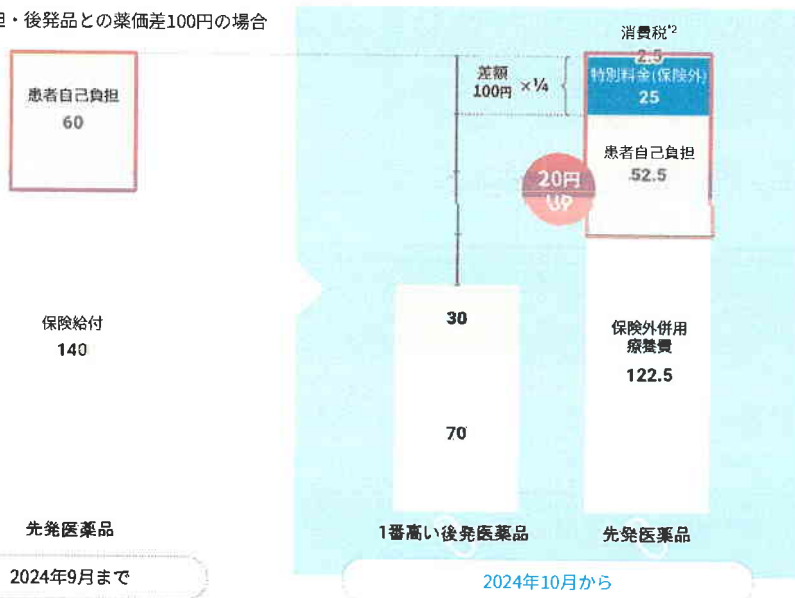 ・後発品との薬価差100円の場合
患者自己負担
60
保険給付
140
先発医薬品
2024年9月まで
差額
100円 ×1/4
消費税*2
2.5
特別料金(保険外)
25
患者自己負担
52.5
20円
UP
30
70
1番高い後発医薬品
保険外併用
療養費
122.5
先発医薬品
2024年10月から